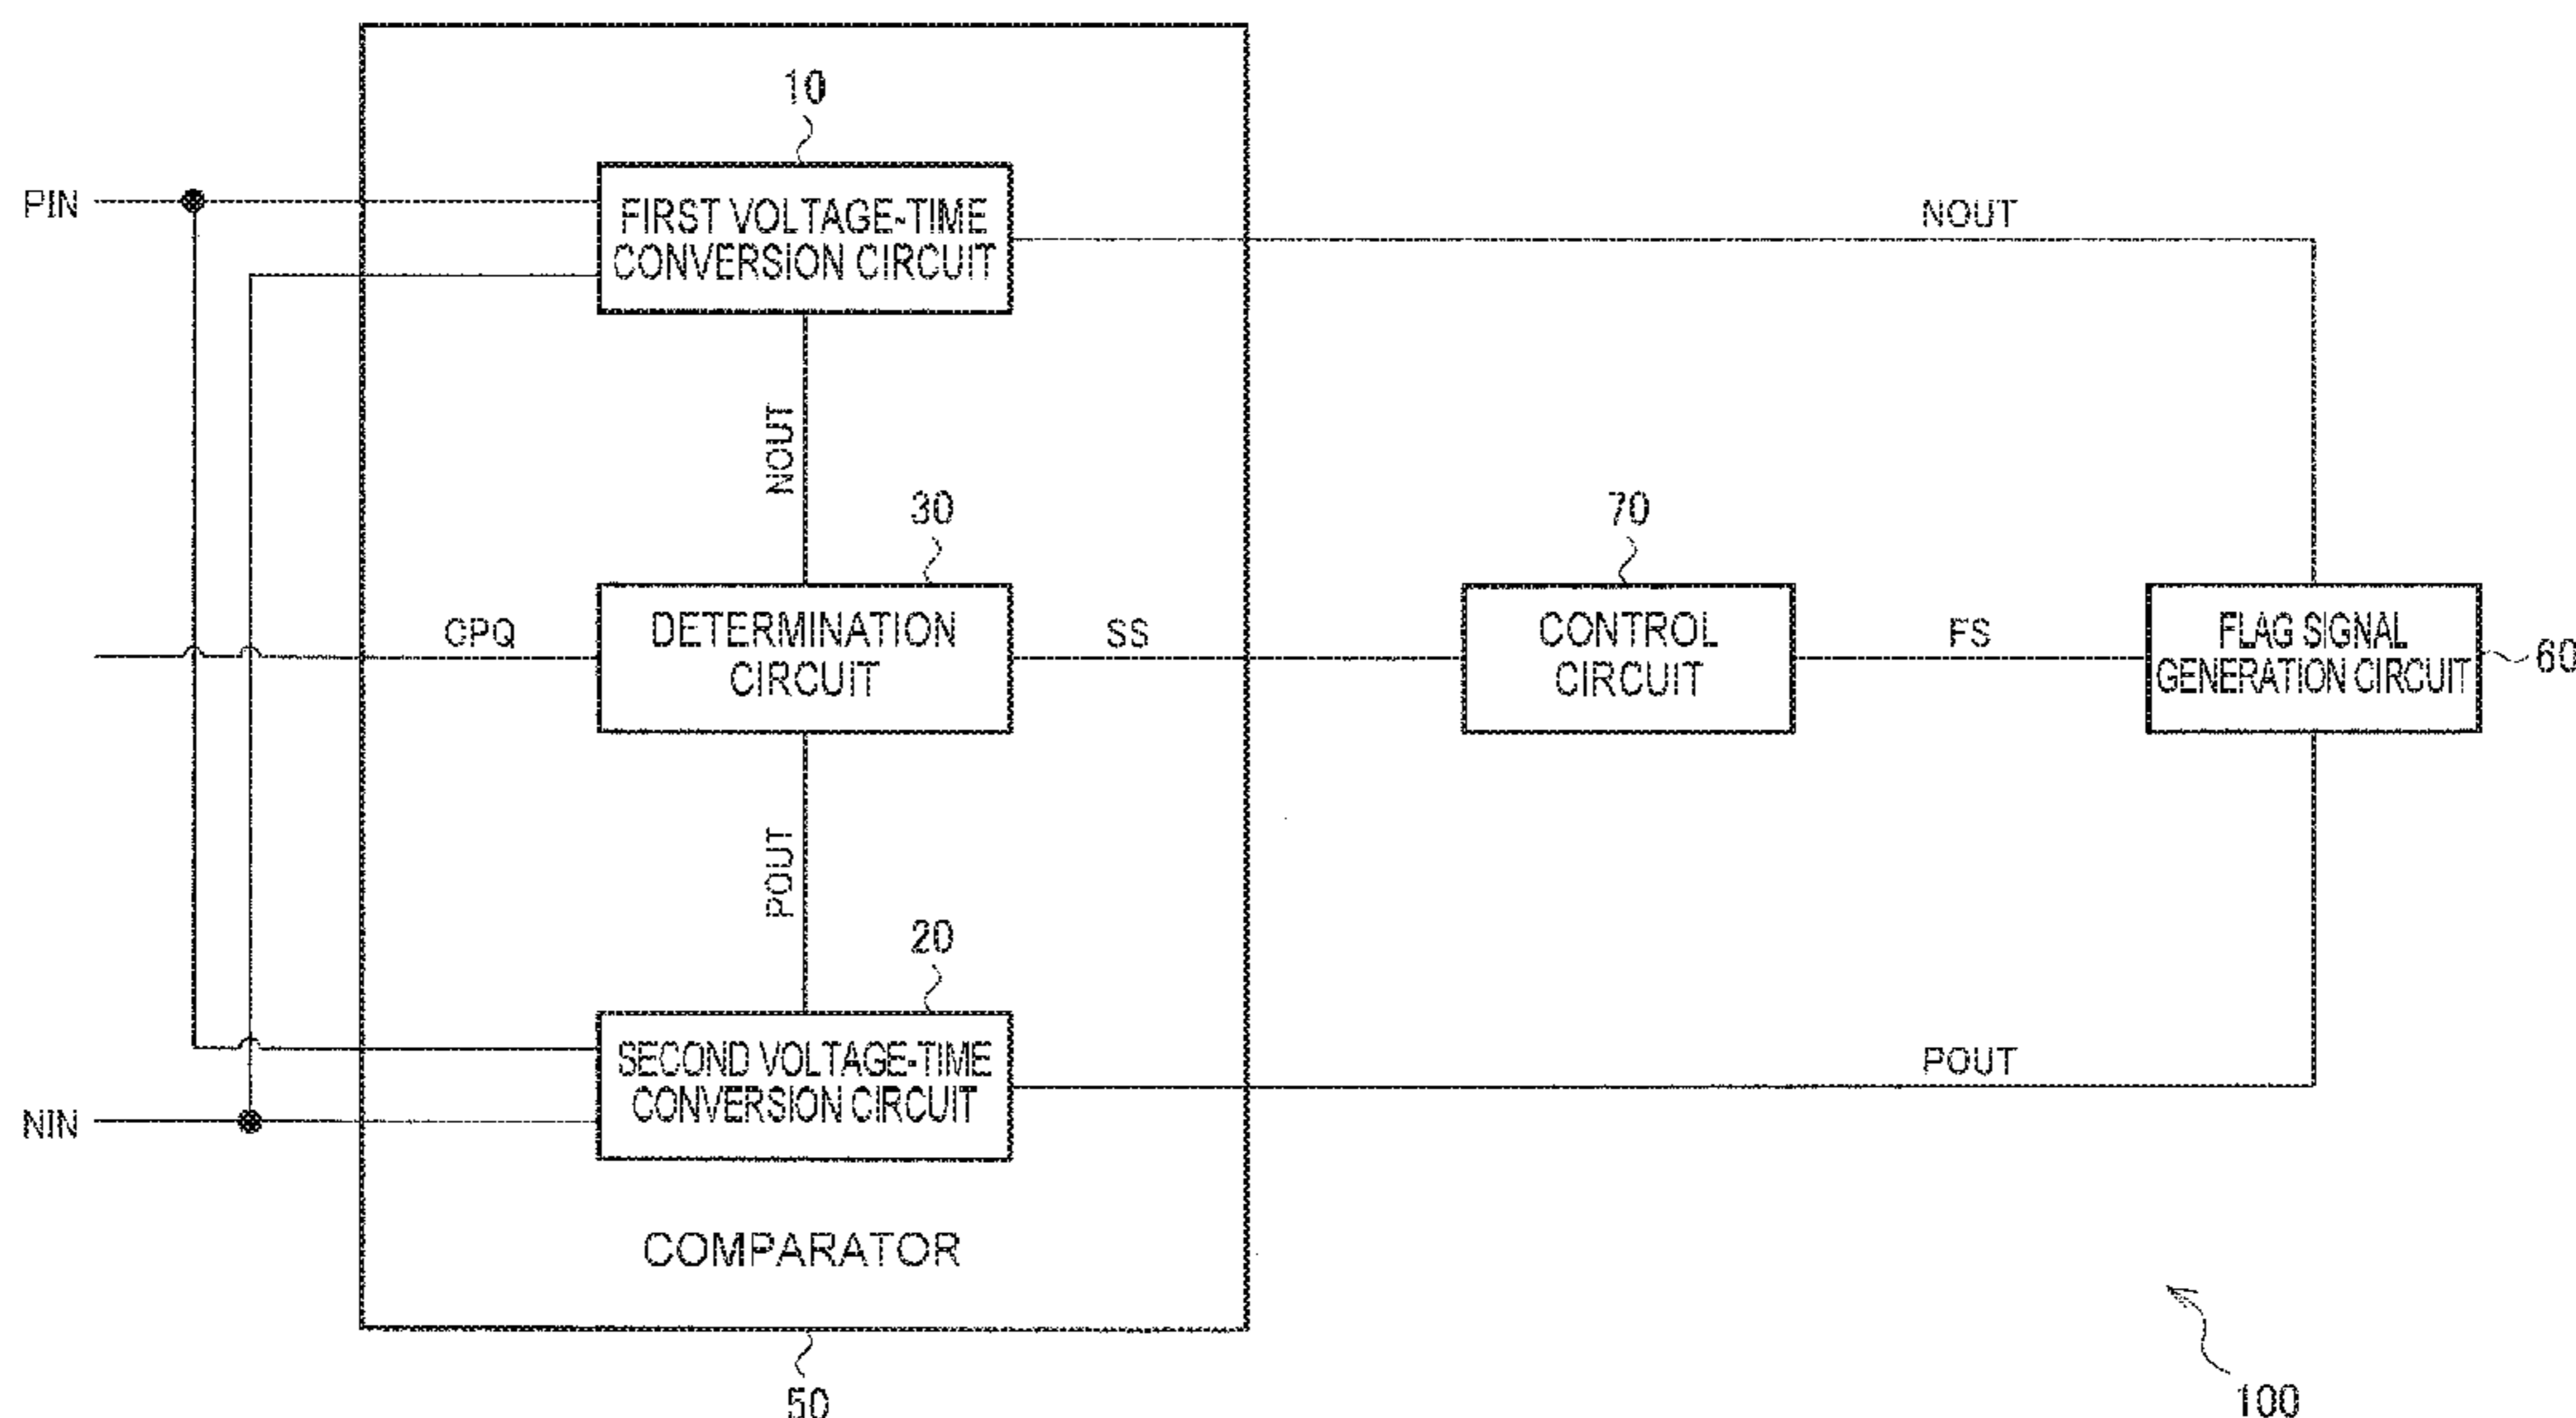 10
PIN
FIRST VOLTAGE-TIME
CONVERSION CIRCUIT
NOUT
NOUT
30
70
CPQ
DETERMINATION
CIRCUIT
SS
CONTROL
CIRCUIT
FS
FLAG SIGNAL
GENERATION CIRCUIT
60
POUT
20
SECOND VOLTAGE-TIME
CONVERSION CIRCUIT
POUT
NIN
COMPARATOR
50
100